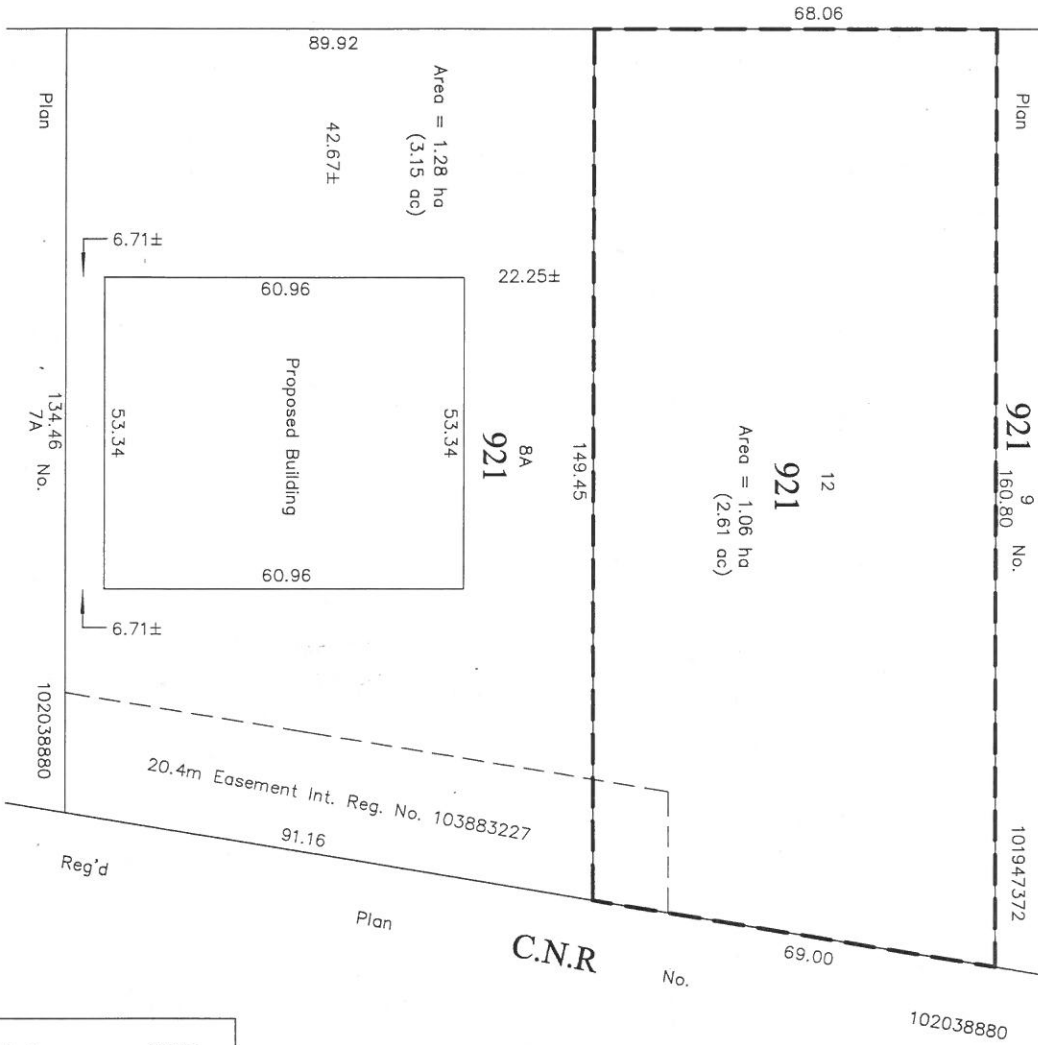 68.06
89.92
Plan
Area = 1.28 ha
(3.15 ac)
42.67±
Plan
6.71±
22.25±
60.96
Proposed Building
53.34
53.34
8A
921
149.45
12
921
Area = 1.06 ha
(2.61 ac)
921
9
160.80
No.
134.46
7A
No.
60.96
6.71±
102038880
20.4m Easement Int. Reg. No. 103883227
91.16
101947372
Reg'd
Plan
C.N.R
No.
69.00
102038880